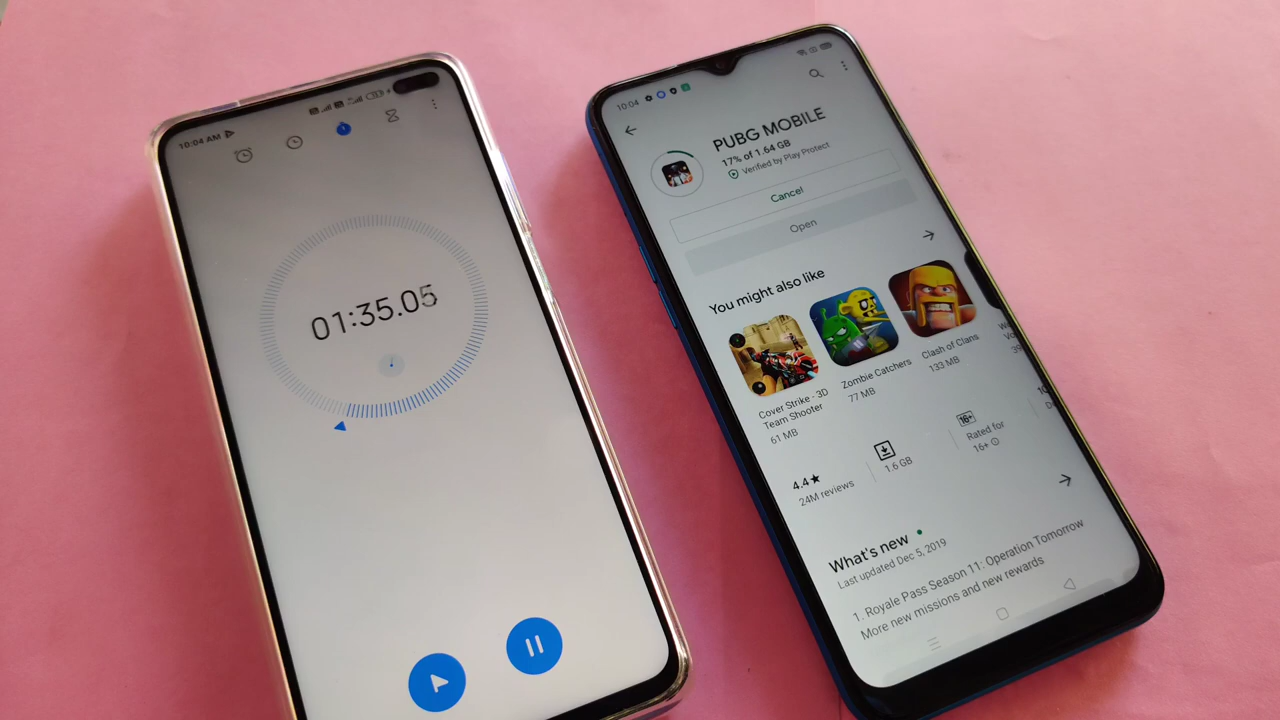 10:04 AM
01:35.05
10:04
PUBG MOBILE
17% of 1.64 GB
Verified by Play Protect
Cancel
Open
You might also like
Cover Strike - 3D
Team Shooter
61 MB
Zombie Catchers
77 MB
Clash of Clans
133 MB
4.4★
24M reviews
1.6 GB
16+
Rated for
16+
What's new
Last updated Dec 5, 2019
1. Royale Pass Season 11: Operation Tomorrow
More new missions and new rewards